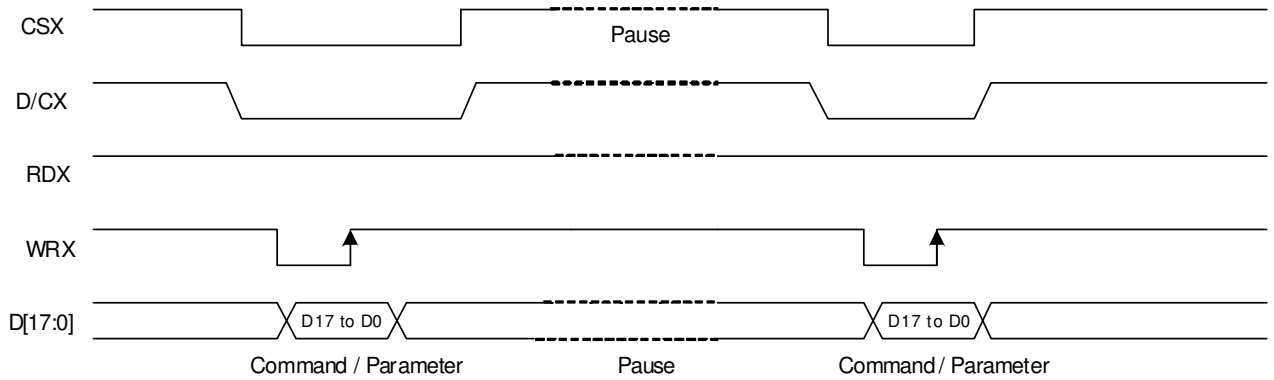 CSX
Pause
D/CX
RDX
WRX
D[17:0]
D17 to D0
D17 to D0
Command / Parameter
Pause
Command / Parameter